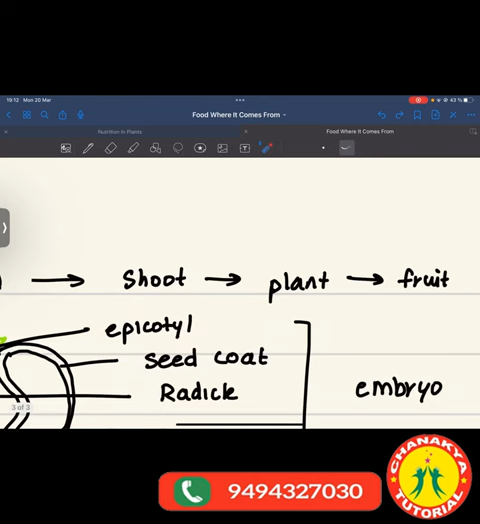 19:12 Mon 20 Mar
43 %
Food Where It Comes From
Nutrition In Plants
Food Where It Comes From
→ Shoot → plant → fruit
epicotyl
seed coat
Radicle
embryo
3 of 3
9494327030
CHANAKYA
TUTORIAL